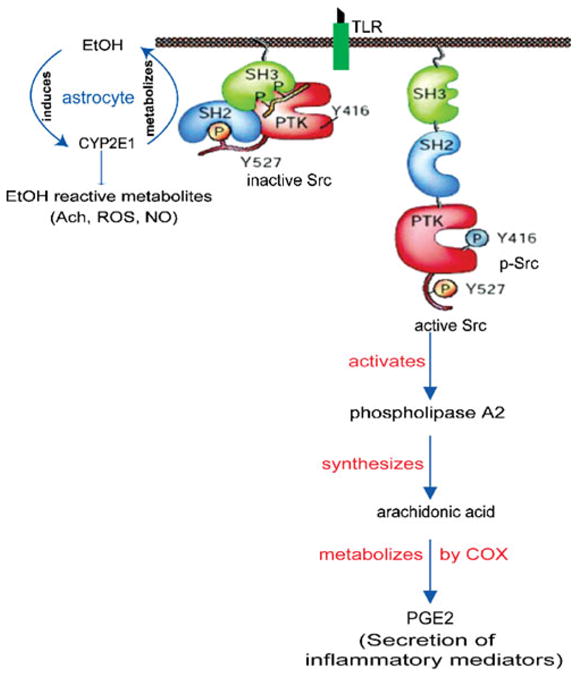 TLR
EtOH
induces
astrocyte
metabolizes
CYP2E1
EtOH reactive metabolites
(Ach, ROS, NO)
SH3
P
P
SH2
PTK
Y416
P
Y527
inactive Src
SH3
SH2
PTK
P Y416
p-Src
P Y527
active Src
activates
phospholipase A2
synthesizes
arachidonic acid
metabolizes by COX
PGE2
(Secretion of
inflammatory mediators)